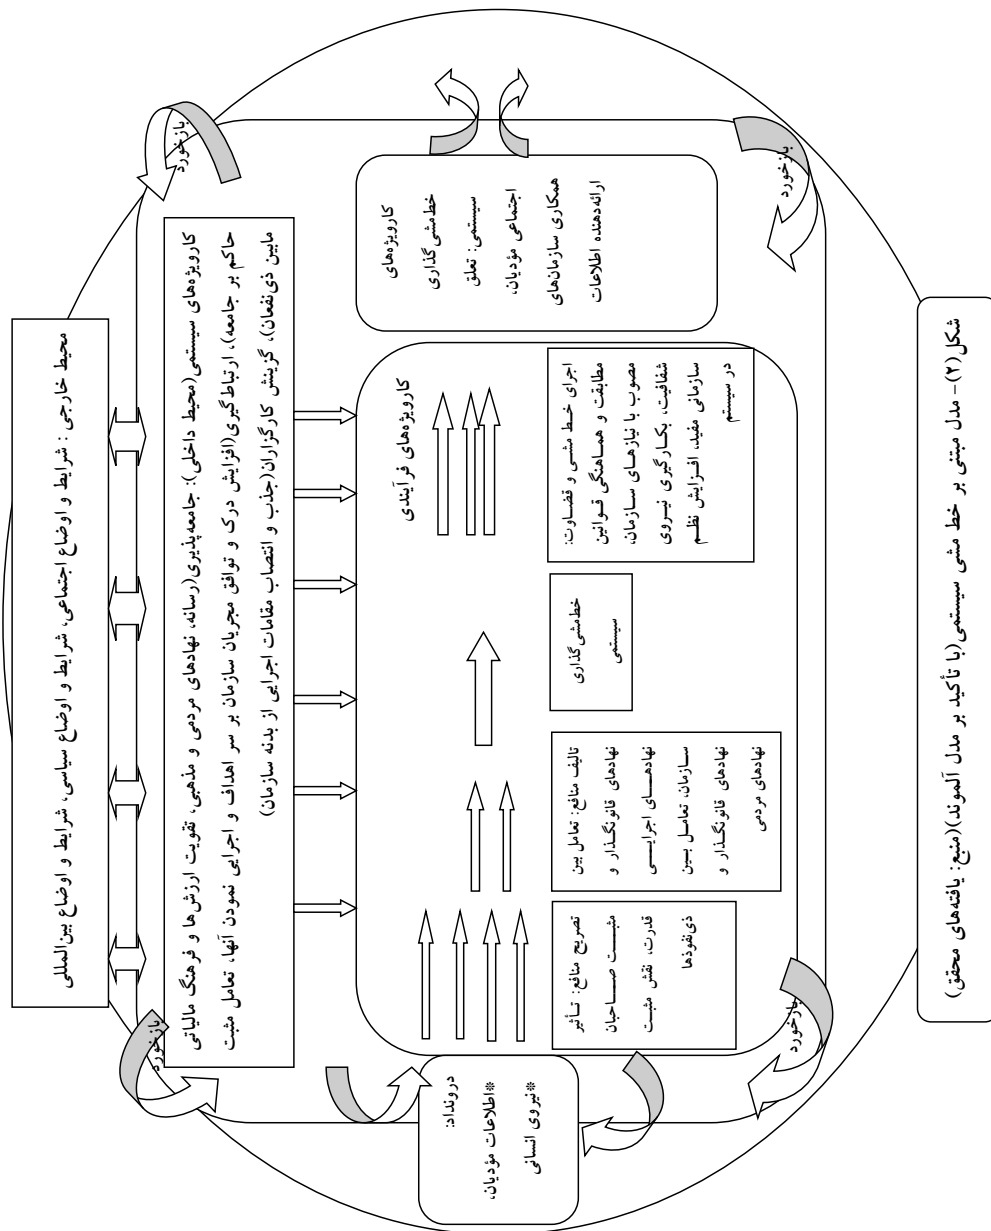 محیط خارجی : شرایط و اوضاع اجتماعی، شرایط و اوضاع سیاسی، شرایط و اوضاع بین‌المللی
کارویژه‌های سیستمی(محیط داخلی): جامعه‌پذیری(رسانه، نهادهای مردمی و مذهبی، تقویت ارزش‌ها و فرهنگ مالیاتی
حاکم بر جامعه)، ارتباط‌گیری(افزایش درک و توافق مجریان سازمان بر سر اهداف و اجرایی نمودن آنها، تعامل مثبت
مابین ذی‌نفعان)، گزینش کارگزاران(جذب و انتصاب مقامات اجرایی از بدنه سازمان)
بازخورد
بازخورد
بازخورد
بازخورد
درونداد:
*اطلاعات مؤدیان،
*نیروی انسانی
کارویژه‌های فرآیندی
تصریح منافع: تأثیر
مثبت صاحبان
قدرت، نقش مثبت
ذی‌نفوذها
تالیف منافع: تعامل بین
نهادهای قانونگذار و
نهادهای اجرایی
سازمان، تعامل بین
نهادهای قانونگذار و
نهادهای مردمی
خط‌مشی‌گذاری
سیستمی
اجرای خط مشی و قضاوت:
مطابقت و هماهنگی قوانین
مصوب با نیازهای سازمان،
شفافیت، بکارگیری نیروی
سازمانی مفید، افزایش نظم
در سیستم
کارویژه‌های
خط‌مشی‌گذاری
سیستمی: تعلق
اجتماعی مؤدیان،
همکاری سازمان‌های
ارائه‌دهنده اطلاعات
شکل(۲)- مدل مبتنی بر خط مشی سیستمی(با تأکید بر مدل آلموند)(منبع: یافته‌های محقق)